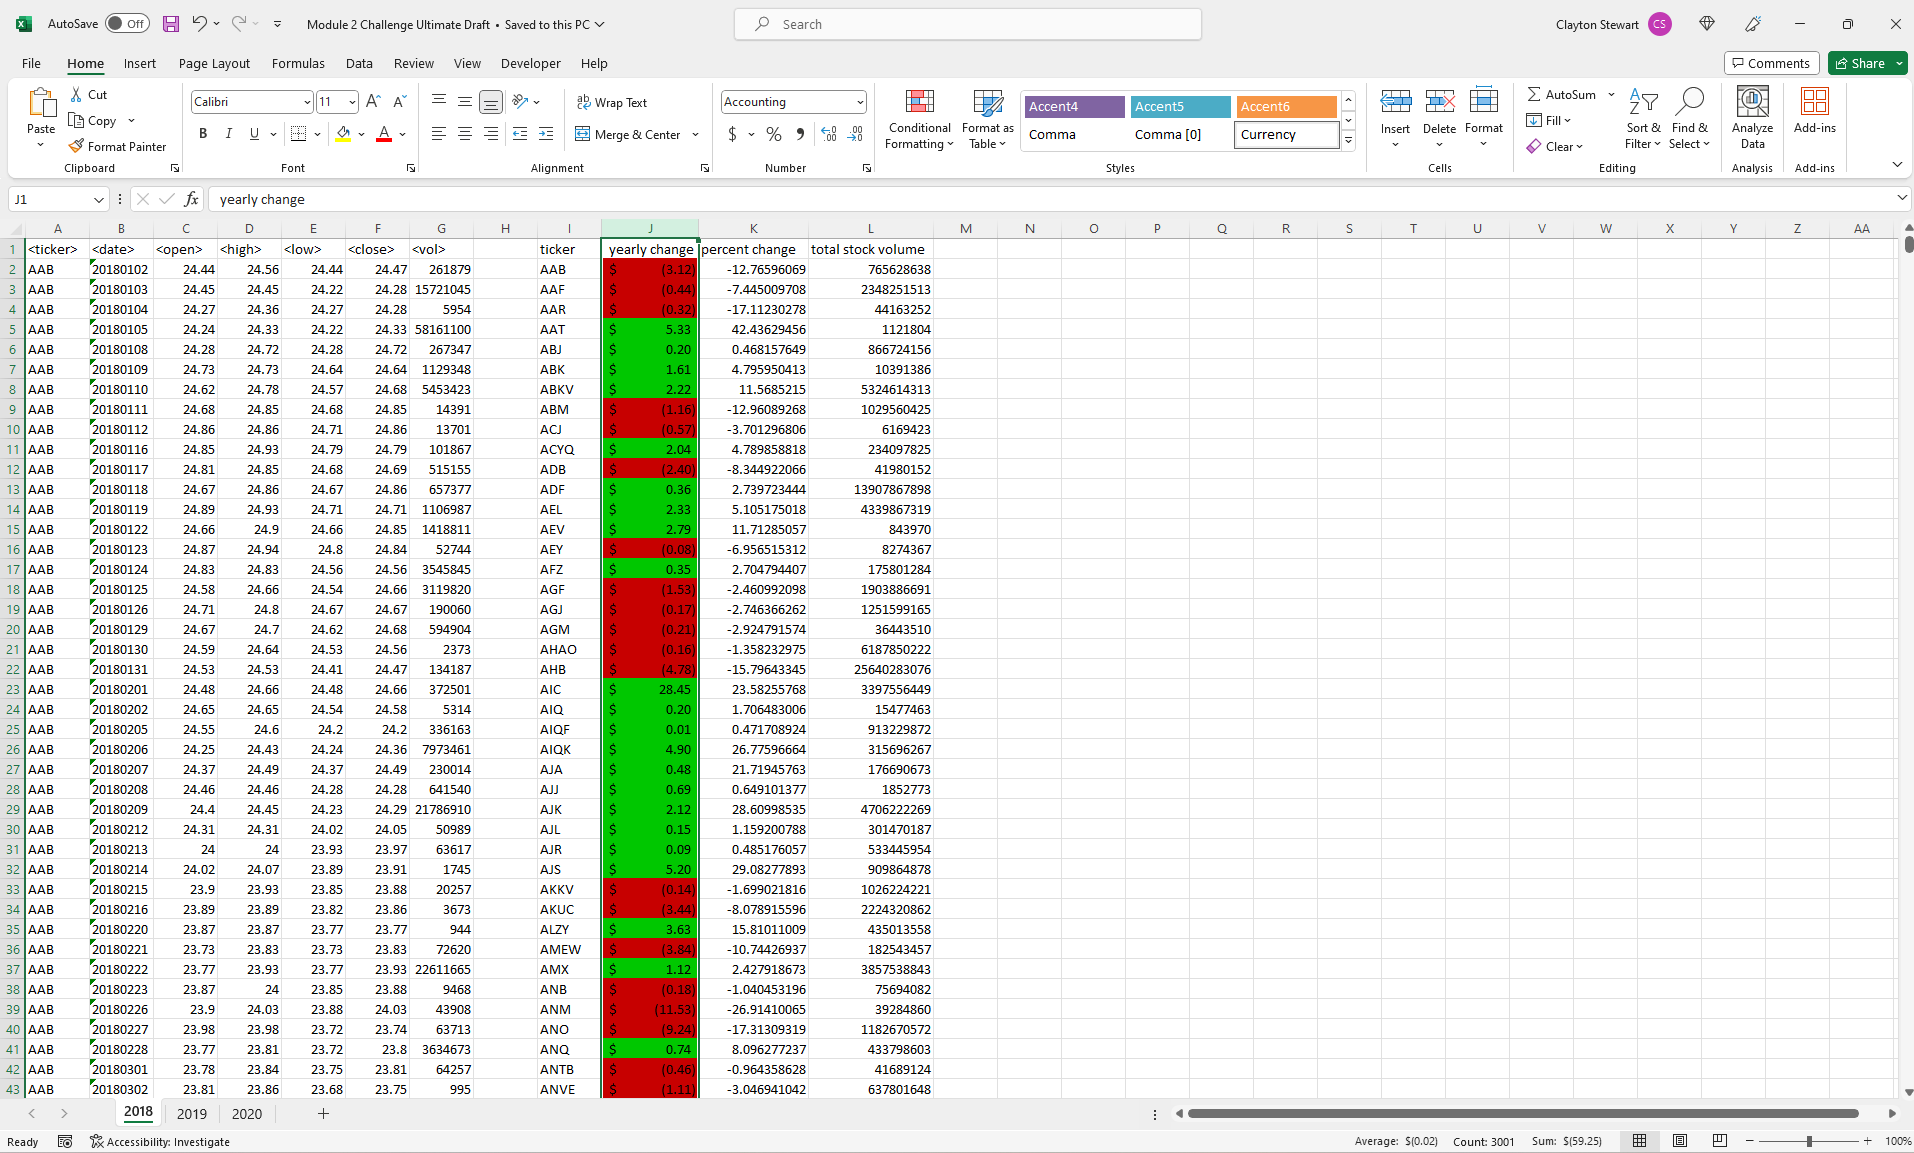 AutoSave Off Module 2 Challenge Ultimate Draft • Saved to this PC Search Clayton Stewart CS
File Home Insert Page Layout Formulas Data Review View Developer Help Comments Share
Paste Cut Copy Format Painter Clipboard
Calibri 11 B I U A Font
Wrap Text Merge & Center Alignment
Accounting $ % Number
Conditional Formatting Format as Table Accent4 Accent5 Accent6 Comma Comma [0] Currency Styles
Insert Delete Format Cells
AutoSum Fill Clear Sort & Filter Find & Select Editing
Analyze Data Analysis Add-ins Add-ins
J1 fx yearly change
A B C D E F G H I J K L M N O P Q R S T U V W X Y Z AA
1 <ticker> <date> <open> <high> <low> <close> <vol> ticker yearly change percent change total stock volume
2 AAB 20180102 24.44 24.56 24.44 24.47 261879 AAB $ (3.12) -12.76596069 765628638
3 AAB 20180103 24.45 24.45 24.22 24.28 15721045 AAF $ (0.44) -7.445009708 2348251513
4 AAB 20180104 24.27 24.36 24.27 24.28 5954 AAR $ (0.32) -17.11230278 44163252
5 AAB 20180105 24.24 24.33 24.22 24.33 58161100 AAT $ 5.33 42.43629456 1121804
6 AAB 20180108 24.28 24.72 24.28 24.72 267347 ABJ $ 0.20 0.468157649 866724156
7 AAB 20180109 24.73 24.73 24.64 24.64 1129348 ABK $ 1.61 4.795950413 10391386
8 AAB 20180110 24.62 24.78 24.57 24.68 5453423 ABKV $ 2.22 11.5685215 5324614313
9 AAB 20180111 24.68 24.85 24.68 24.85 14391 ABM $ (1.16) -12.96089268 1029560425
10 AAB 20180112 24.86 24.86 24.71 24.86 13701 ACJ $ (0.57) -3.701296806 6169423
11 AAB 20180116 24.85 24.93 24.79 24.79 101867 ACYQ $ 2.04 4.789858818 234097825
12 AAB 20180117 24.81 24.85 24.68 24.69 515155 ADB $ (2.40) -8.344922066 41980152
13 AAB 20180118 24.67 24.86 24.67 24.86 657377 ADF $ 0.36 2.739723444 13907867898
14 AAB 20180119 24.89 24.93 24.71 24.71 1106987 AEL $ 2.33 5.105175018 4339867319
15 AAB 20180122 24.66 24.9 24.66 24.85 1418811 AEV $ 2.79 11.71285057 843970
16 AAB 20180123 24.87 24.94 24.8 24.84 52744 AEY $ (0.08) -6.956515312 8274367
17 AAB 20180124 24.83 24.83 24.56 24.56 3545845 AFZ $ 0.35 2.704794407 175801284
18 AAB 20180125 24.58 24.66 24.54 24.66 3119820 AGF $ (1.53) -2.460992098 1903886691
19 AAB 20180126 24.71 24.8 24.67 24.67 190060 AGJ $ (0.17) -2.746366262 1251599165
20 AAB 20180129 24.67 24.7 24.62 24.68 594904 AGM $ (0.21) -2.924791574 36443510
21 AAB 20180130 24.59 24.64 24.53 24.56 2373 AHAO $ (0.16) -1.358232975 6187850222
22 AAB 20180131 24.53 24.53 24.41 24.47 134187 AHB $ (4.78) -15.79643345 25640283076
23 AAB 20180201 24.48 24.66 24.48 24.66 372501 AIC $ 28.45 23.58255768 3397556449
24 AAB 20180202 24.65 24.65 24.54 24.58 5314 AIQ $ 0.20 1.706483006 15477463
25 AAB 20180205 24.55 24.6 24.2 24.2 336163 AIQF $ 0.01 0.471708924 913229872
26 AAB 20180206 24.25 24.43 24.24 24.36 7973461 AIQK $ 4.90 26.77596664 315696267
27 AAB 20180207 24.37 24.49 24.37 24.49 230014 AJA $ 0.48 21.71945763 176690673
28 AAB 20180208 24.46 24.46 24.28 24.28 641540 AJJ $ 0.69 0.649101377 1852773
29 AAB 20180209 24.4 24.45 24.23 24.29 21786910 AJK $ 2.12 28.60998535 4706222269
30 AAB 20180212 24.31 24.31 24.02 24.05 50989 AJL $ 0.15 1.159200788 301470187
31 AAB 20180213 24 24 23.93 23.97 63617 AJR $ 0.09 0.485176057 533445954
32 AAB 20180214 24.02 24.07 23.89 23.91 1745 AJS $ 5.20 29.08277893 909864878
33 AAB 20180215 23.9 23.93 23.85 23.88 20257 AKKV $ (0.14) -1.699021816 1026224221
34 AAB 20180216 23.89 23.89 23.82 23.86 3673 AKUC $ (3.44) -8.078915596 2224320862
35 AAB 20180220 23.87 23.87 23.77 23.77 944 ALZY $ 3.63 15.81011009 435013558
36 AAB 20180221 23.73 23.83 23.73 23.83 72620 AMEW $ (3.84) -10.74426937 182543457
37 AAB 20180222 23.77 23.93 23.77 23.93 22611665 AMX $ 1.12 2.427918673 3857538843
38 AAB 20180223 23.87 24 23.85 23.88 9468 ANB $ (0.18) -1.040453196 75694082
39 AAB 20180226 23.9 24.03 23.88 24.03 43908 ANM $ (11.53) -26.91410065 39284860
40 AAB 20180227 23.98 23.98 23.72 23.74 63713 ANO $ (9.24) -17.31309319 1182670572
41 AAB 20180228 23.77 23.81 23.72 23.8 3634673 ANQ $ 0.74 8.096277237 433798603
42 AAB 20180301 23.78 23.84 23.75 23.81 64257 ANTB $ (0.46) -0.964358628 41689124
43 AAB 20180302 23.81 23.86 23.68 23.75 995 ANVE $ (1.11) -3.046941042 637801648
2018 2019 2020
Ready Accessibility: Investigate Average: $(0.02) Count: 3001 Sum: $(59.25) 100%